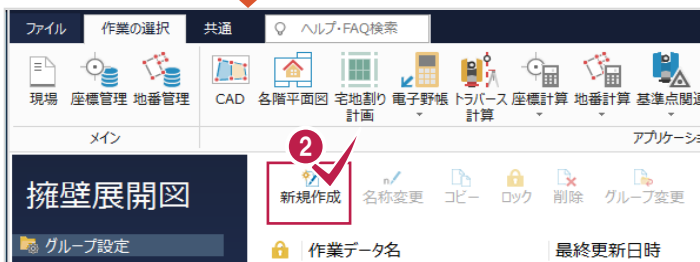 ファイル 作業の選択 共通 ヘルプ・FAQ検索
現場 座標管理 地番管理 CAD 各階平面図 宅地割り計画 電子野帳 トラバース計算 座標計算 地番計算 基準点関連
メイン アプリケーショ
2
擁壁展開図 新規作成 名称変更 コピー ロック 削除 グループ変更
グループ設定 作業データ名 最終更新日時